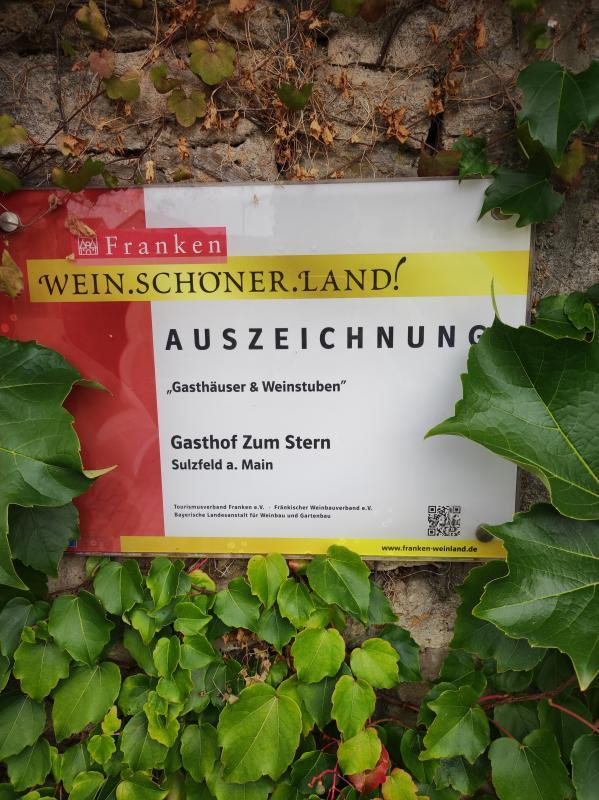 Franken
WEIN.SCHÖNER.LAND!
AUSZEICHNUNG
„Gasthäuser & Weinstuben”
Gasthof Zum Stern
Sulzfeld a. Main
Tourismusverband Franken e.V. · Fränkischer Weinbauverband e.V.
Bayerische Landesanstalt für Weinbau und Gartenbau
www.franken-weinland.de